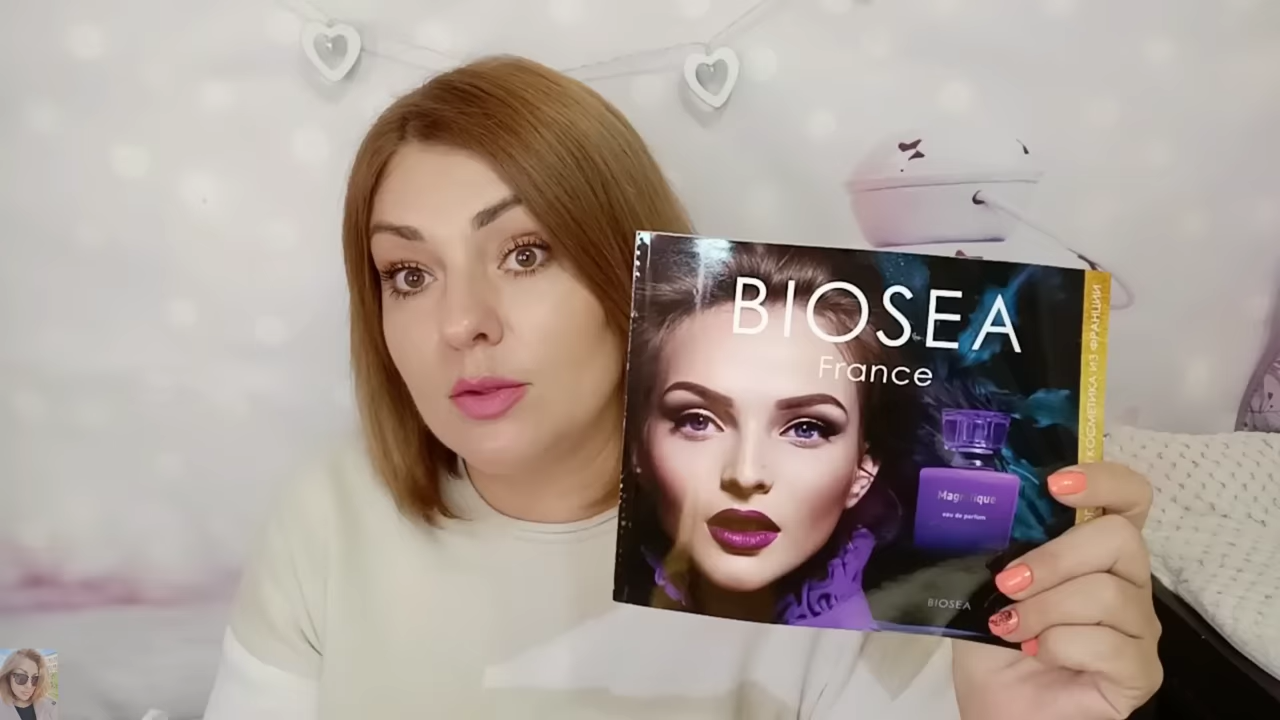 BIOSEA
France
Magnifique
eau de parfum
BIOSEA
КОСМЕТИКА ИЗ ФРАНЦИИ